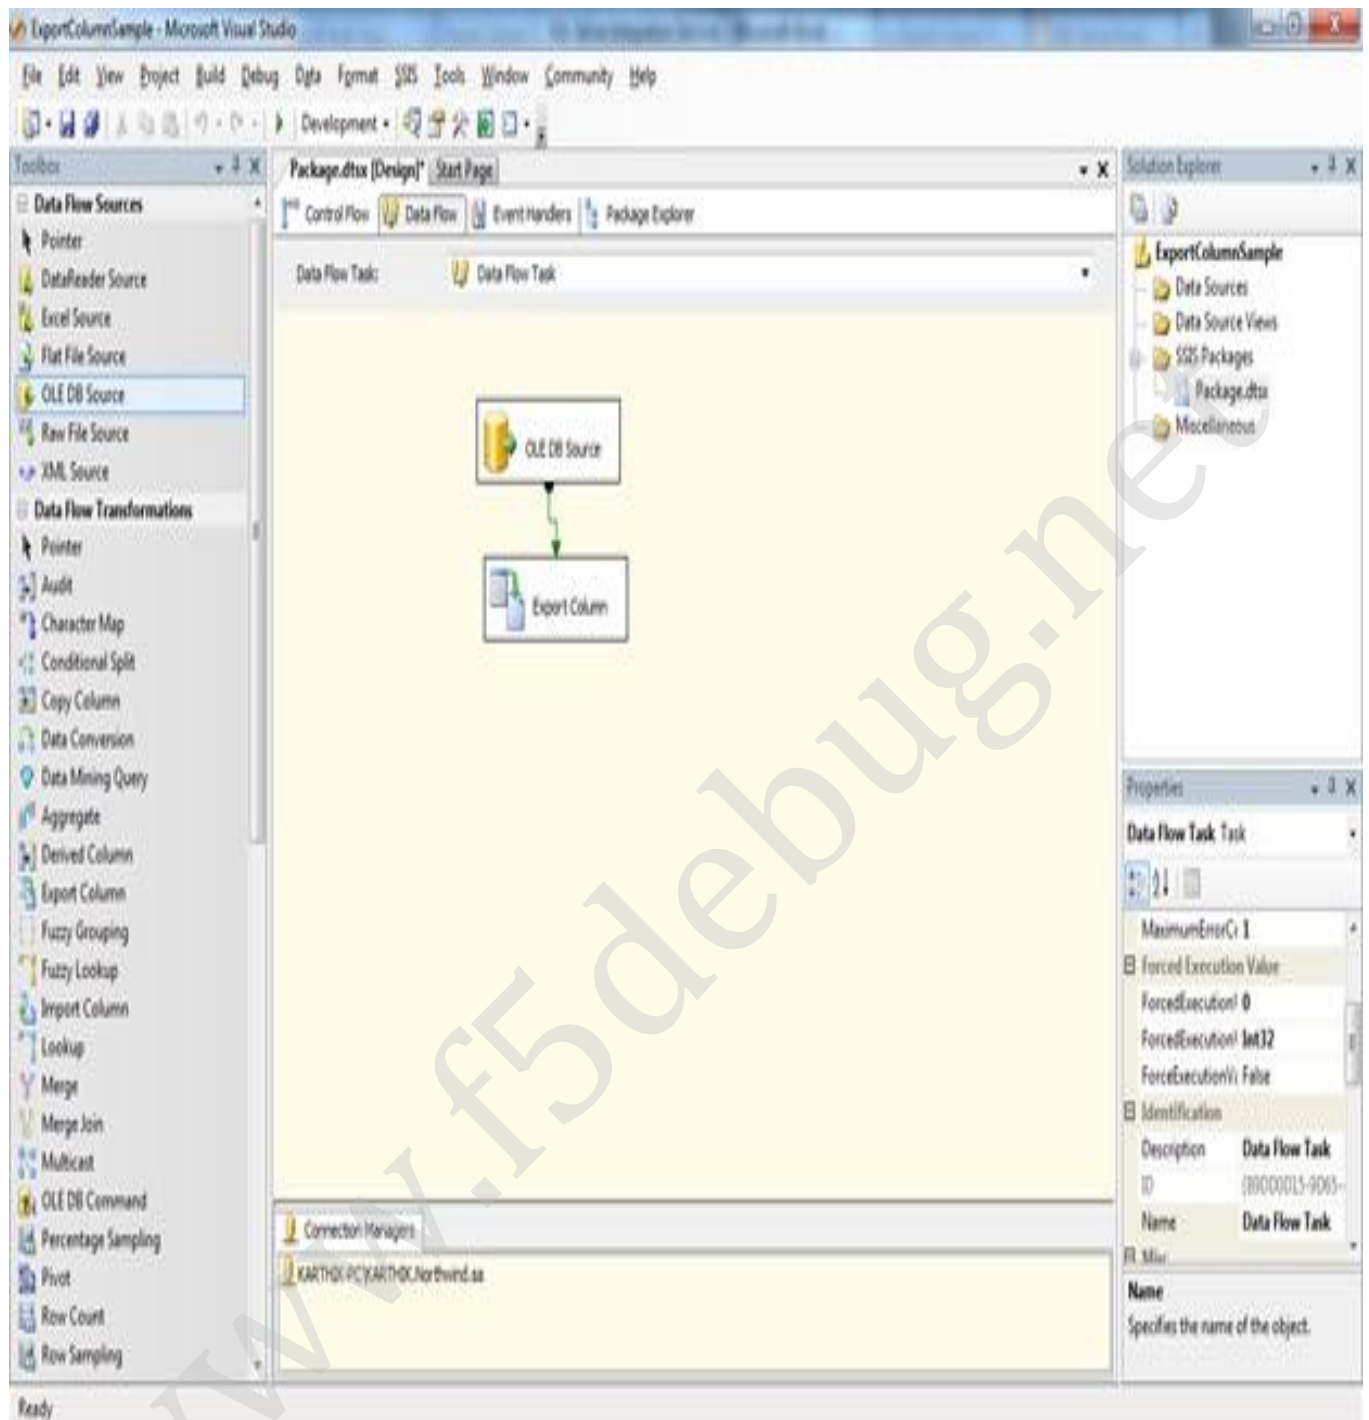 ExportColumnSample - Microsoft Visual Studio
File Edit View Project Build Debug Data Format SSIS Tools Window Community Help
Development
Toolbox
Data Flow Sources
Pointer
DataReader Source
Excel Source
Flat File Source
OLE DB Source
Raw File Source
XML Source
Data Flow Transformations
Pointer
Audit
Character Map
Conditional Split
Copy Column
Data Conversion
Data Mining Query
Aggregate
Derived Column
Export Column
Fuzzy Grouping
Fuzzy Lookup
Import Column
Lookup
Merge
Merge Join
Multicast
OLE DB Command
Percentage Sampling
Pivot
Row Count
Row Sampling
Package.dtsx [Design]* Start Page
Control Flow Data Flow Event Handlers Package Explorer
Data Flow Task: Data Flow Task
OLE DB Source
Export Column
Connection Managers
KARTHIK-PC\KARTHIK.Northwind.sa
Solution Explorer
ExportColumnSample
Data Sources
Data Source Views
SSIS Packages
Package.dtsx
Miscellaneous
Properties
Data Flow Task Task
MaximumErrorC 1
Forced Execution Value
ForcedExecution 0
ForcedExecution Int32
ForceExecutionV False
Identification
Description Data Flow Task
ID
Name Data Flow Task
Misc
Name
Specifies the name of the object.
Ready
www.f5debug.net